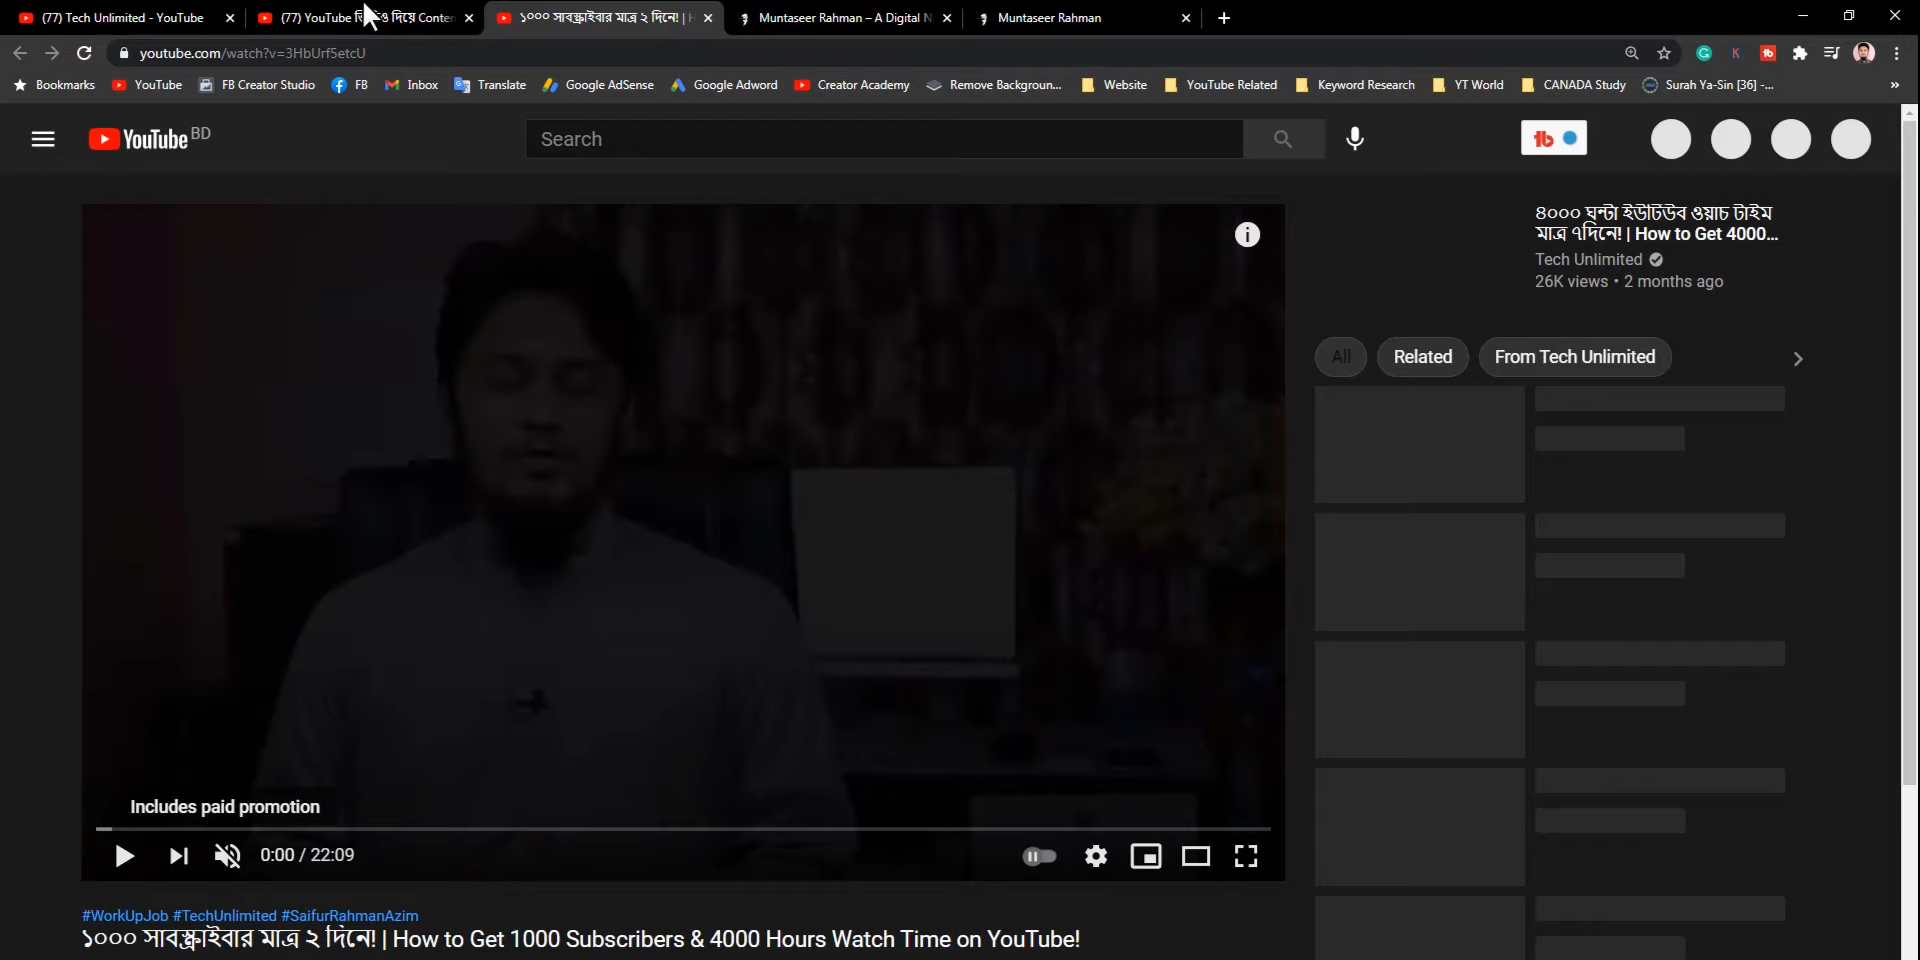 (77) Tech Unlimited - YouTube
(77) YouTube
দিয়ে Conten
১০০০ সাবস্ক্রাইবার মাত্র ২ দিনে! | H
Muntaseer Rahman – A Digital N
Muntaseer Rahman
youtube.com/watch?v=3HbUrf5etcU
Bookmarks
YouTube
FB Creator Studio
FB
Inbox
Translate
Google AdSense
Google Adword
Creator Academy
Remove Backgroun...
Website
YouTube Related
Keyword Research
YT World
CANADA Study
Surah Ya-Sin [36] -...
YouTube BD
Search
tb
৪০০০ ঘন্টা ইউটিউব ওয়াচ টাইম
মাত্র ৭দিনে! | How to Get 4000...
Tech Unlimited
26K views • 2 months ago
All
Related
From Tech Unlimited
Includes paid promotion
0:00 / 22:09
#WorkUpJob #TechUnlimited #SaifurRahmanAzim
১০০০ সাবস্ক্রাইবার মাত্র ২ দিনে! | How to Get 1000 Subscribers & 4000 Hours Watch Time on YouTube!